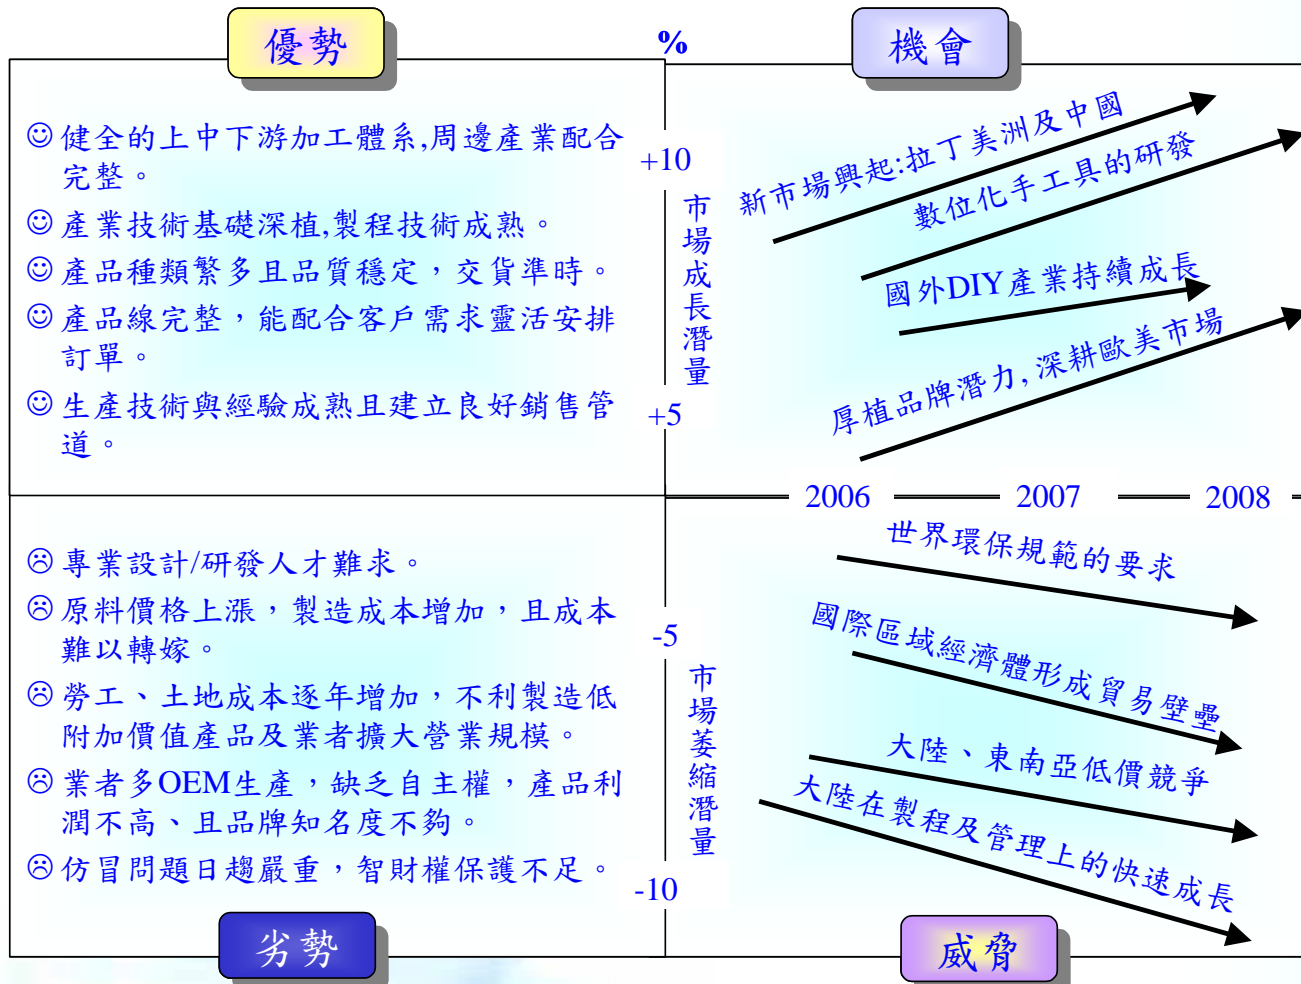 優勢
健全的上中下游加工體系,周邊產業配合
完整。
產業技術基礎深植,製程技術成熟。
產品種類繁多且品質穩定，交貨準時。
產品線完整，能配合客戶需求靈活安排
訂單。
生產技術與經驗成熟且建立良好銷售管
道。
%
+10
市場成長潛量
+5
機會
新市場興起:拉丁美洲及中國
數位化手工具的研發
國外DIY產業持續成長
厚植品牌潛力,深耕歐美市場
2006
2007
2008
專業設計/研發人才難求。
原料價格上漲，製造成本增加，且成本
難以轉嫁。
勞工、土地成本逐年增加，不利製造低
附加價值產品及業者擴大營業規模。
業者多OEM生產，缺乏自主權，產品利
潤不高、且品牌知名度不夠。
仿冒問題日趨嚴重，智財權保護不足。
劣勢
-5
市場萎縮潛量
-10
世界環保規範的要求
國際區域經濟體形成貿易壁壘
大陸、東南亞低價競爭
大陸在製程及管理上的快速成長
威脅